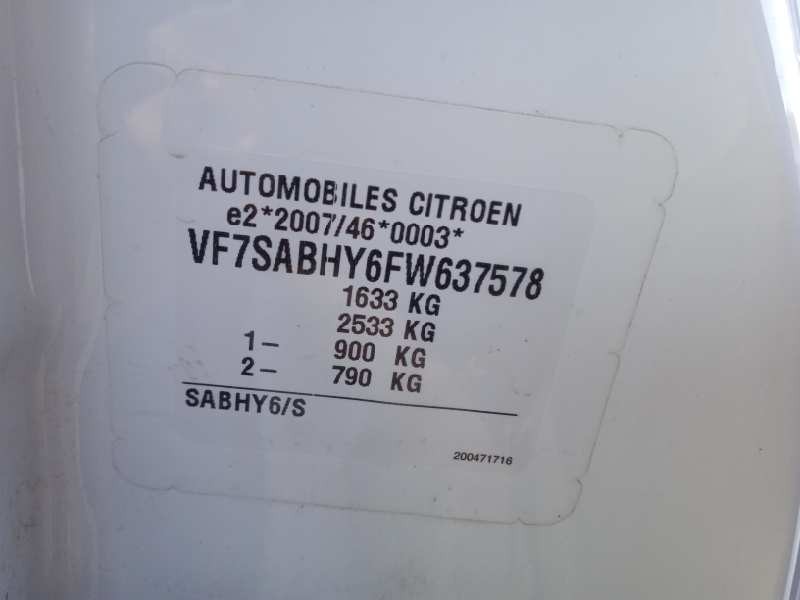 AUTOMOBILES CITROEN
e2*2007/46*0003*
VF7SABHY6FW637578
1633 KG
2533 KG
1- 900 KG
2- 790 KG
SABHY6/S
200471716